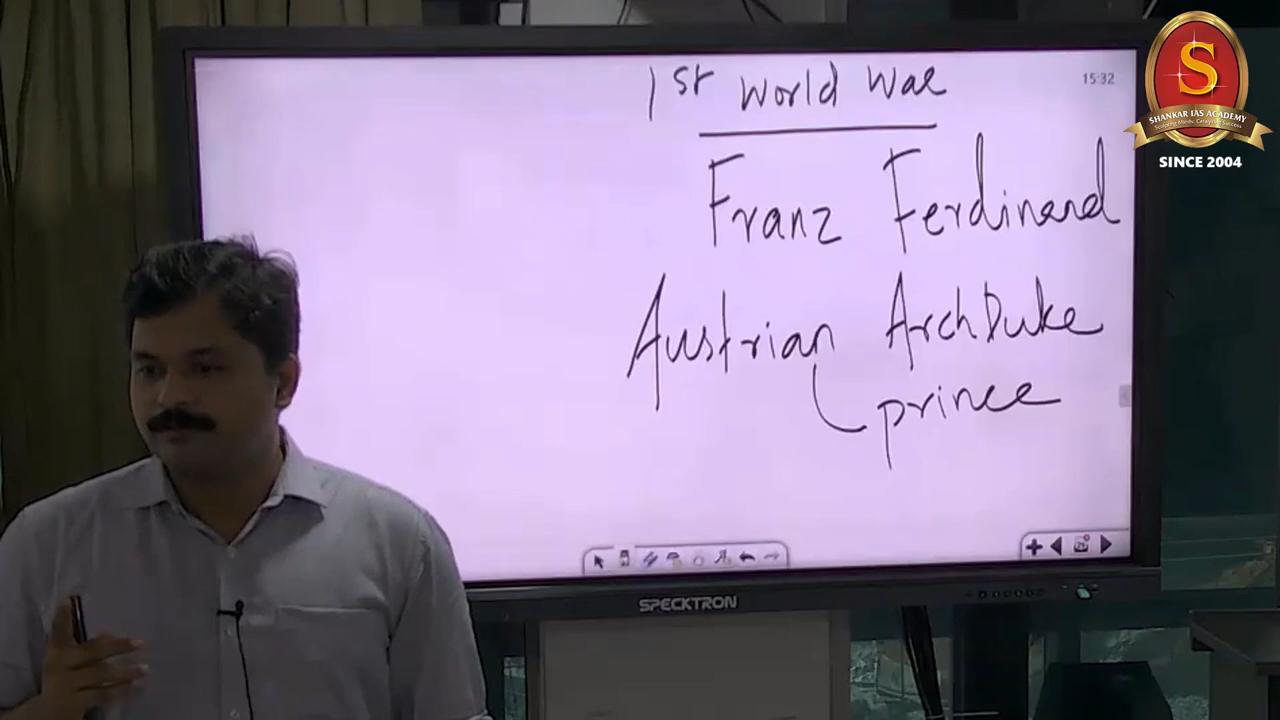 1st World War
15:32
Franz Ferdinand
Austrian ArchDuke
prince
SPECKTRON
S
SHANKAR IAS ACADEMY
SINCE 2004